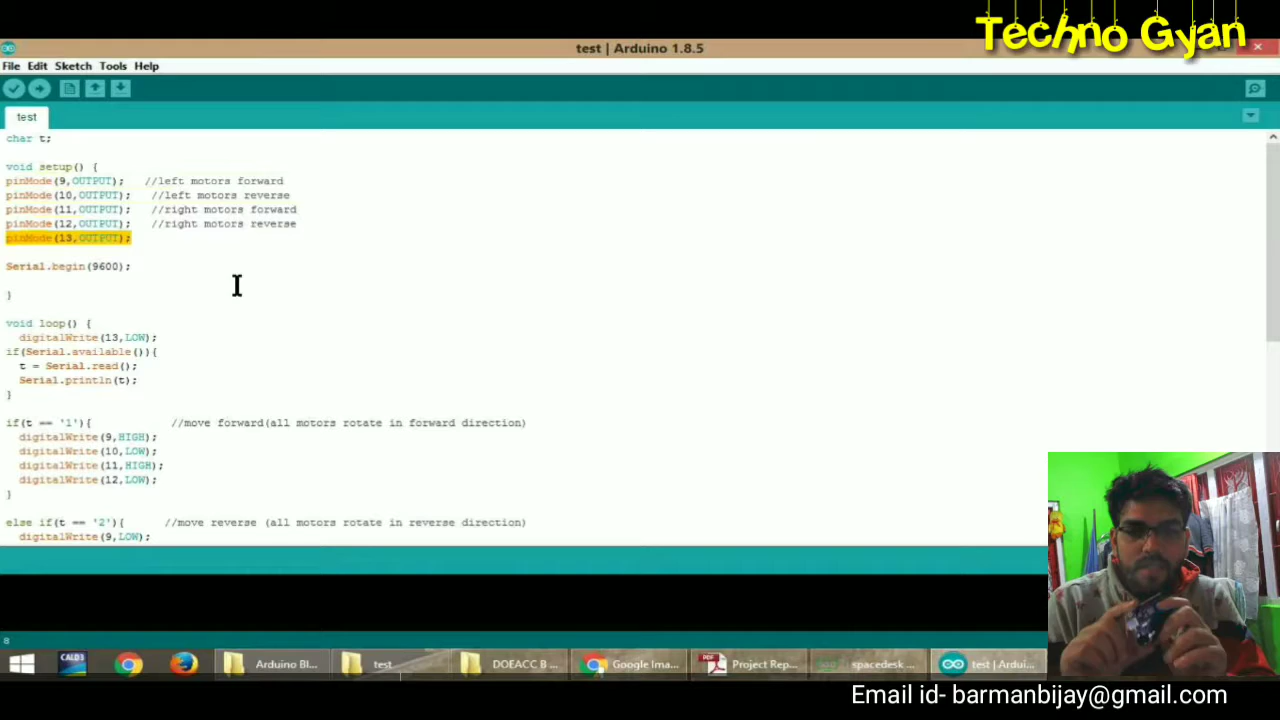 Techno Gyan
test | Arduino 1.8.5
File Edit Sketch Tools Help
test
char t;
void setup() {
pinMode(9,OUTPUT);   //left motors forward
pinMode(10,OUTPUT);   //left motors reverse
pinMode(11,OUTPUT);   //right motors forward
pinMode(12,OUTPUT);   //right motors reverse
pinMode(13,OUTPUT);
Serial.begin(9600);
}
void loop() {
digitalWrite(13,LOW);
if(Serial.available()){
t = Serial.read();
Serial.println(t);
}
if(t == '1'){            //move forward(all motors rotate in forward direction)
digitalWrite(9,HIGH);
digitalWrite(10,LOW);
digitalWrite(11,HIGH);
digitalWrite(12,LOW);
}
else if(t == '2'){      //move reverse (all motors rotate in reverse direction)
digitalWrite(9,LOW);
8
CALD3 Arduino Bl... test DOEACC B ... Google Ima... PDF Project Rep... spacedesk ... test | Ardui...
Email id- barmanbijay@gmail.com